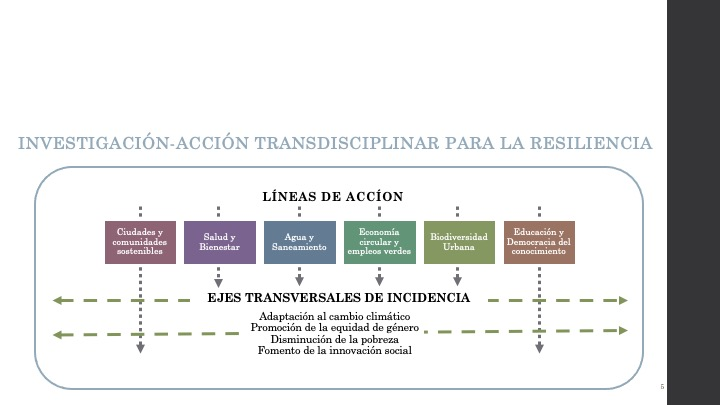 INVESTIGACIÓN-ACCIÓN TRANSDISCIPLINAR PARA LA RESILIENCIA
LÍNEAS DE ACCÍON
Ciudades y
comunidades
sostenibles
Salud y
Bienestar
Agua y
Saneamiento
Economía
circular y
empleos verdes
Biodiversidad
Urbana
Educación y
Democracia del
conocimiento
EJES TRANSVERSALES DE INCIDENCIA
Adaptación al cambio climático
Promoción de la equidad de género
Disminución de la pobreza
Fomento de la innovación social
5